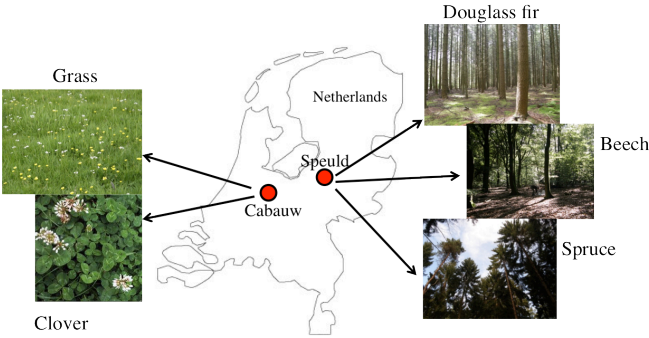 Douglass fir
Grass
Netherlands
Beech
Speuld
Cabauw
Spruce
Clover